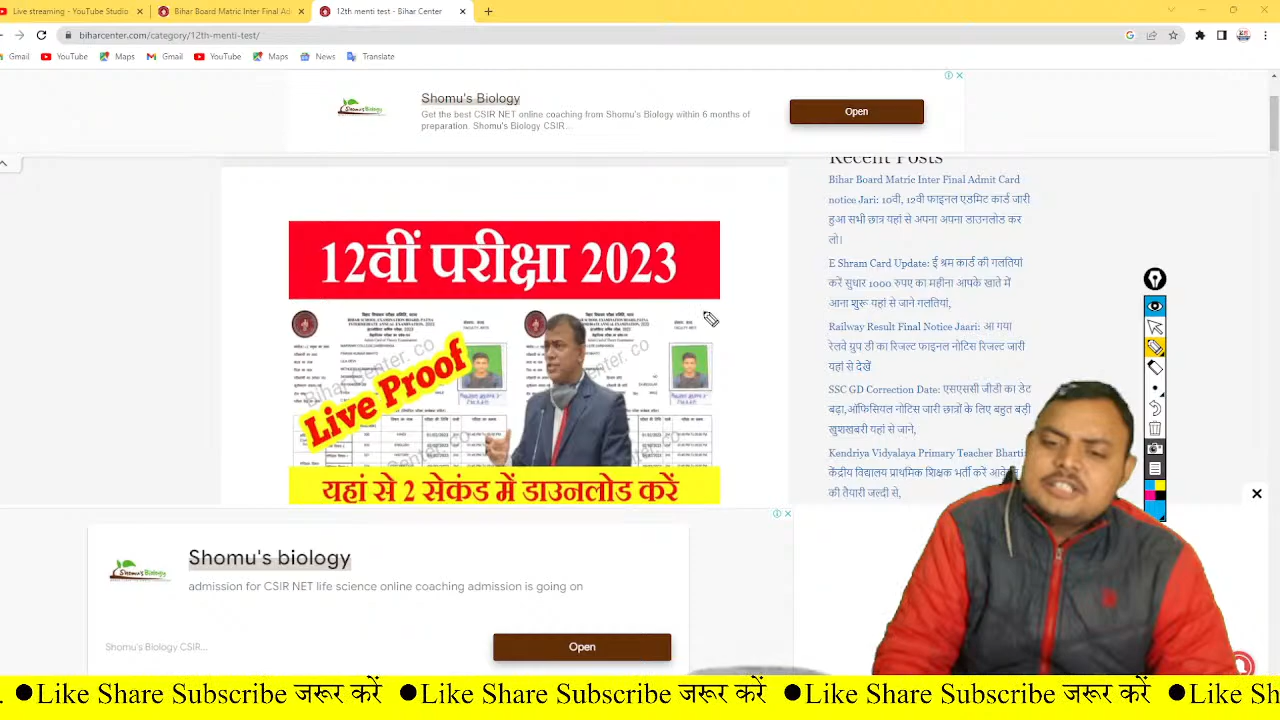 Live streaming - YouTube Studio
Bihar Board Matric Inter Final Ad
12th menti test - Bihar Center
biharcenter.com/category/12th-menti-test/
Gmail
YouTube
Maps
Gmail
YouTube
Maps
News
Translate
Shomu's Biology
Get the best CSIR NET online coaching from Shomu's Biology within 6 months of
preparation. Shomu's Biology CSIR...
Open
12वीं परीक्षा 2023
Live Proof
BiharCenter. co
यहां से 2 सेकंड में डाउनलोड करें
Recent Posts
Bihar Board Matric Inter Final Admit Card
notice Jari: 10वी, 12वी फाइनल एडमिट कार्ड जारी
हुआ सभी छात्र यहां से अपना अपना डाउनलोड कर
लो।
E Shram Card Update: ई श्रम कार्ड की गलतियां
करें सुधार 1000 रुपए का महीना आपके खाते में
आना शुरू यहां से जाने गलतियां,
Railway Result Final Notice Jaari: आ गया
रेलवे ग्रुप डी का रिजल्ट फाइनल नोटिस रिजल्ट जारी
यहां से देखें
SSC GD Correction Date: एसएससी जीडी का डेट
ऑफिशियल नोटिस जारी छात्रों के लिए बहुत बड़ी
खुशखबरी यहां से जाने,
Kendriya Vidyalaya Primary Teacher Bharti
केंद्रीय विद्यालय प्राथमिक शिक्षक भर्ती करें
की तैयारी जल्दी से,
Shomu's biology
admission for CSIR NET life science online coaching admission is going on
Shomu's Biology CSIR...
Open
●Like Share Subscribe जरूर करें ●Like Share Subscribe जरूर करें ●Like Share Subscribe जरूर करें ●Like Sh